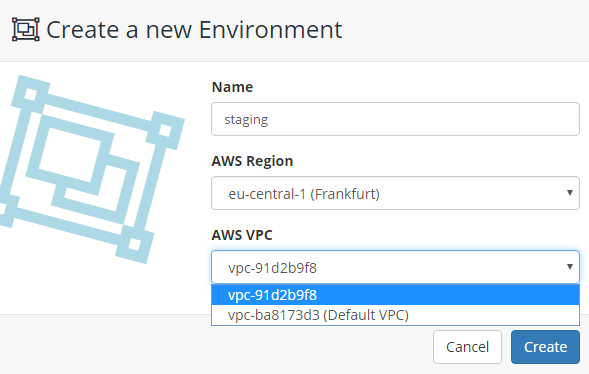 Create a new Environment
Name
staging
AWS Region
eu-central-1 (Frankfurt)
AWS VPC
vpc-91d2b9f8
vpc-91d2b9f8
vpc-ba8173d3 (Default VPC)
Cancel
Create